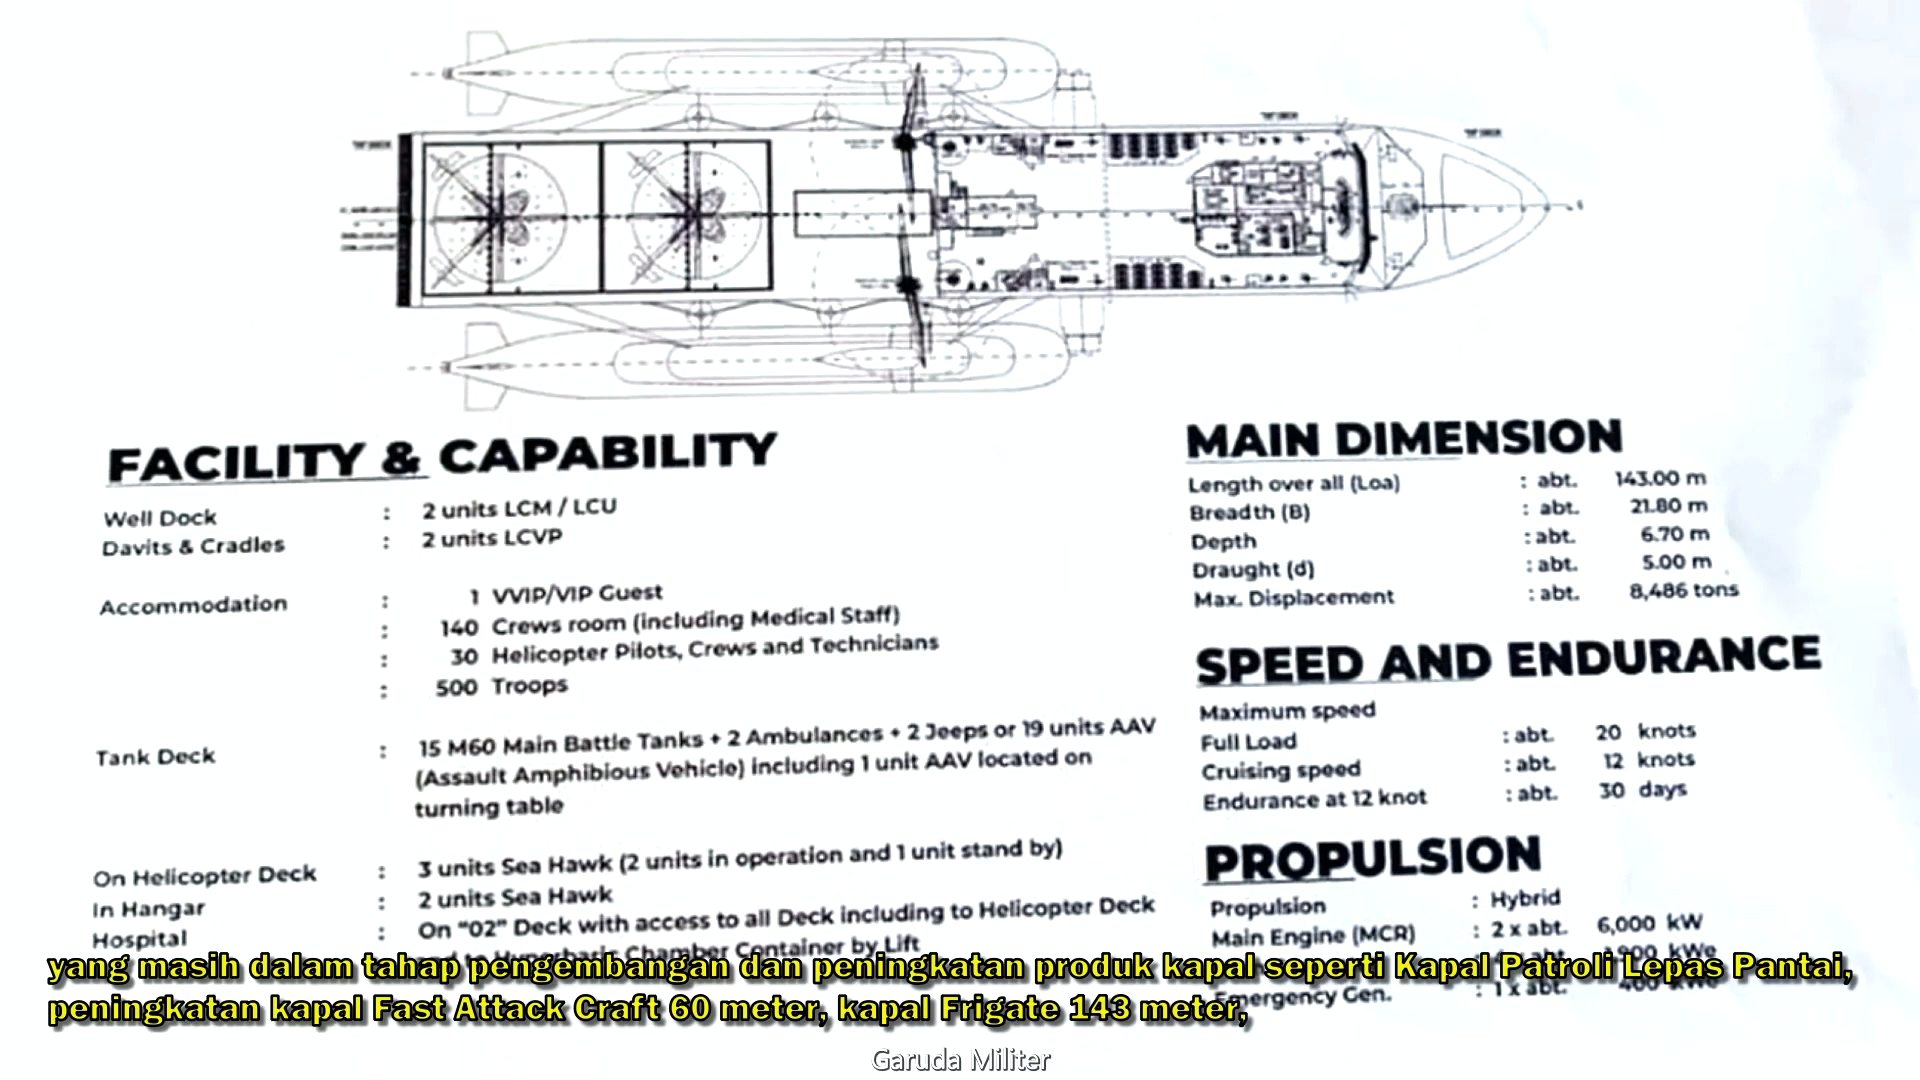 FACILITY & CAPABILITY
Well Dock : 2 units LCM / LCU
Davits & Cradles : 2 units LCVP
Accommodation : 1 VVIP/VIP Guest
: 140 Crews room (including Medical Staff)
: 30 Helicopter Pilots, Crews and Technicians
: 500 Troops
Tank Deck : 15 M60 Main Battle Tanks + 2 Ambulances + 2 Jeeps or 19 units AAV
(Assault Amphibious Vehicle) including 1 unit AAV located on
turning table
On Helicopter Deck : 3 units Sea Hawk (2 units in operation and 1 unit stand by)
In Hangar : 2 units Sea Hawk
Hospital : On "02" Deck with access to all Deck including to Helicopter Deck
Chamber Container by Lift
MAIN DIMENSION
Length over all (Loa) : abt. 143.00 m
Breadth (B) : abt. 21.80 m
Depth : abt. 6.70 m
Draught (d) : abt. 5.00 m
Max. Displacement : abt. 8,486 tons
SPEED AND ENDURANCE
Maximum speed
Full Load : abt. 20 knots
Cruising speed : abt. 12 knots
Endurance at 12 knot : abt. 30 days
PROPULSION
Propulsion : Hybrid
Main Engine (MCR) : 2 x abt. 6,000 kW
Emergency Gen. : 1 x abt.
yang masih dalam tahap pengembangan dan peningkatan produk kapal seperti Kapal Patroli Lepas Pantai,
peningkatan kapal Fast Attack Craft 60 meter, kapal Frigate 143 meter,
Garuda Militer